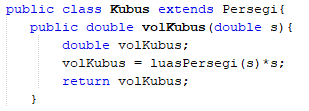 public class Kubus extends Persegi{
public double volKubus(double s){
double volKubus;
volKubus = luasPersegi(s)*s;
return volKubus;
}